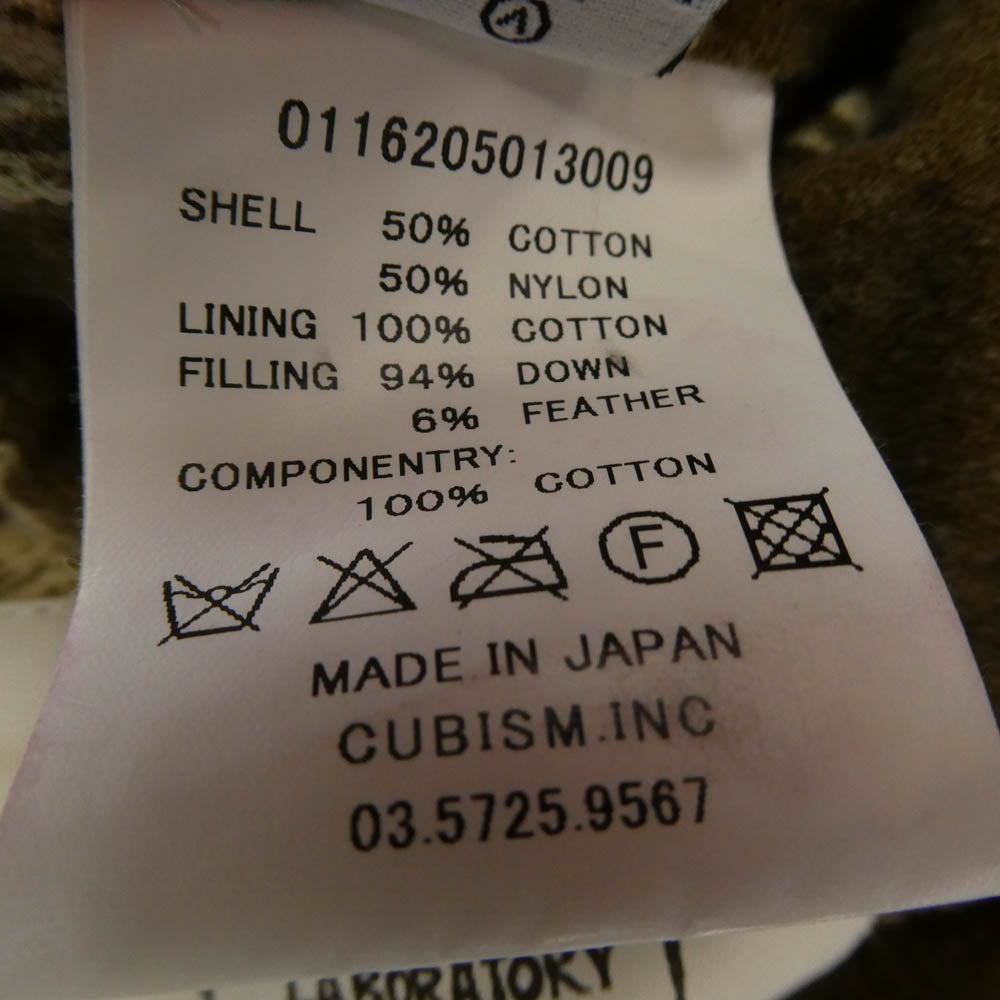 0116205013009
SHELL 50% COTTON
50% NYLON
LINING 100% COTTON
FILLING 94% DOWN
6% FEATHER
COMPONENTRY:
100% COTTON
F
MADE IN JAPAN
CUBISM.INC
03.5725.9567
LABORATORY